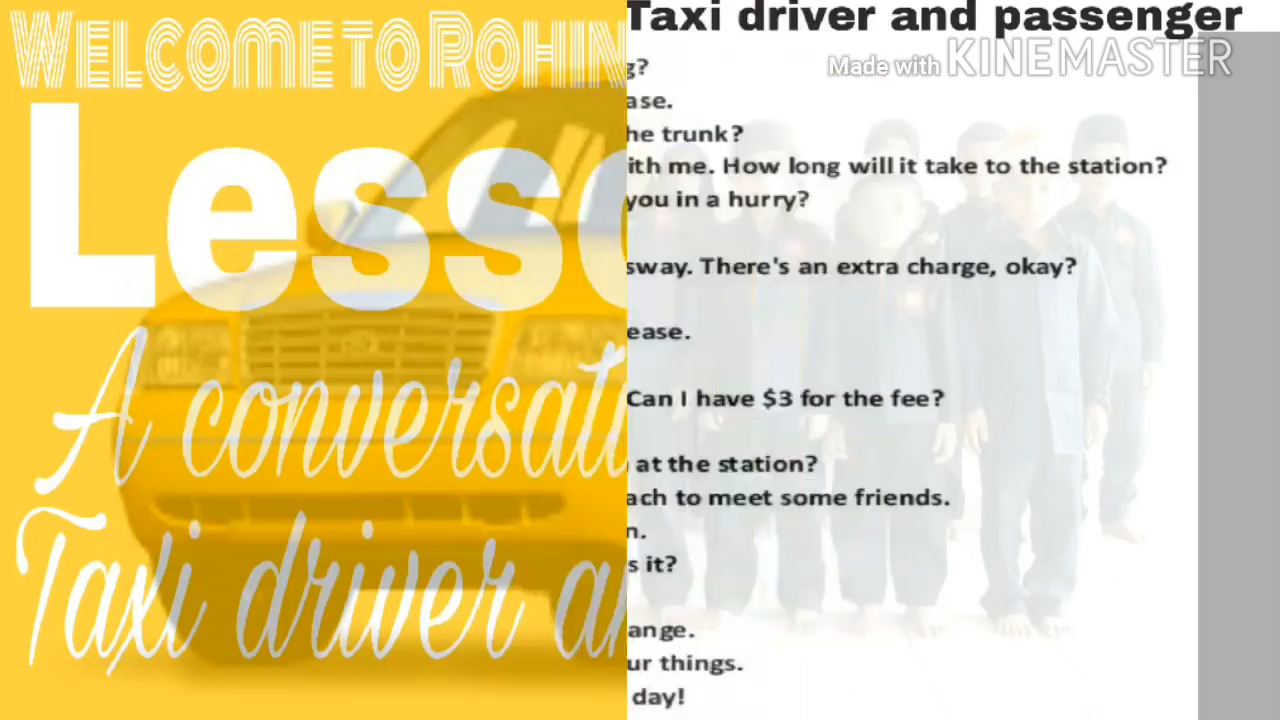 WELCOME TO ROHIN
Lesso
A conversati
Taxi driver an
Taxi driver and passenger
Made with KINEMASTER
g?
ase.
he trunk?
ith me. How long will it take to the station?
you in a hurry?
sway. There's an extra charge, okay?
ease.
Can I have $3 for the fee?
at the station?
ach to meet some friends.
n.
s it?
ange.
ur things.
day!